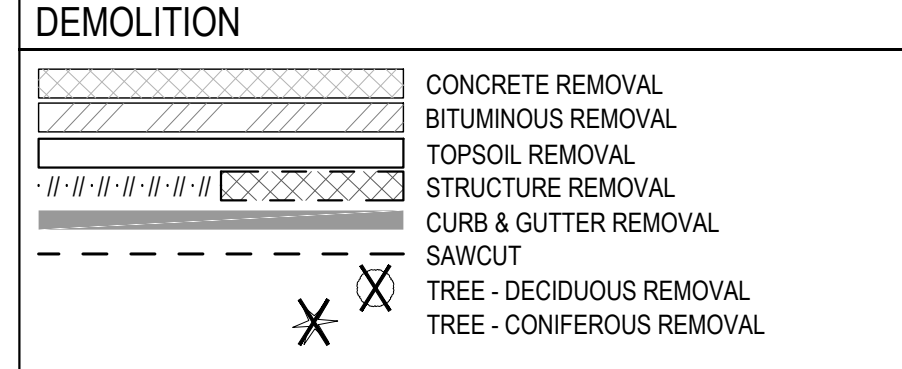 DEMOLITION
CONCRETE REMOVAL
BITUMINOUS REMOVAL
TOPSOIL REMOVAL
STRUCTURE REMOVAL
CURB & GUTTER REMOVAL
SAWCUT
TREE - DECIDUOUS REMOVAL
TREE - CONIFEROUS REMOVAL